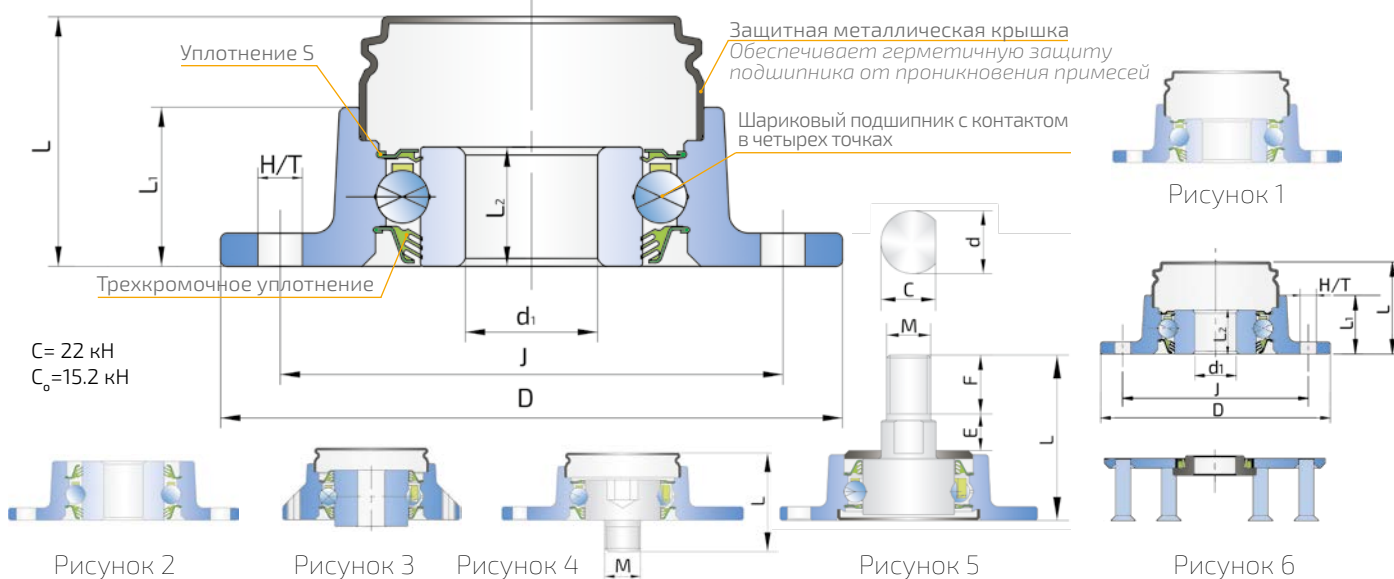 Уплотнение S
Защитная металлическая крышка
Обеспечивает герметичную защиту
подшипника от проникновения примесей
Шариковый подшипник с контактом
в четырех точках
L
L₁
H/T
L₂
Трехкромочное уплотнение
d₁
J
D
C= 22 кН
Cₒ=15.2 кН
Рисунок 1
d
C
M
F
E
L
H/T
L₂
L₁
L
d₁
J
D
L
M
Рисунок 2
Рисунок 3
Рисунок 4
Рисунок 5
Рисунок 6